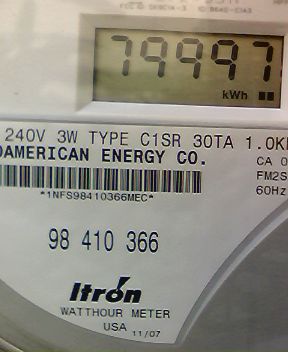 79997
kWh
240V 3W TYPE C1SR 30TA 1.0K
AMERICAN ENERGY CO.
CA 0
FM2S
60Hz
*1NFS98410366MEC*
98 410 366
Itrón
WATTHOUR METER
USA 11/07